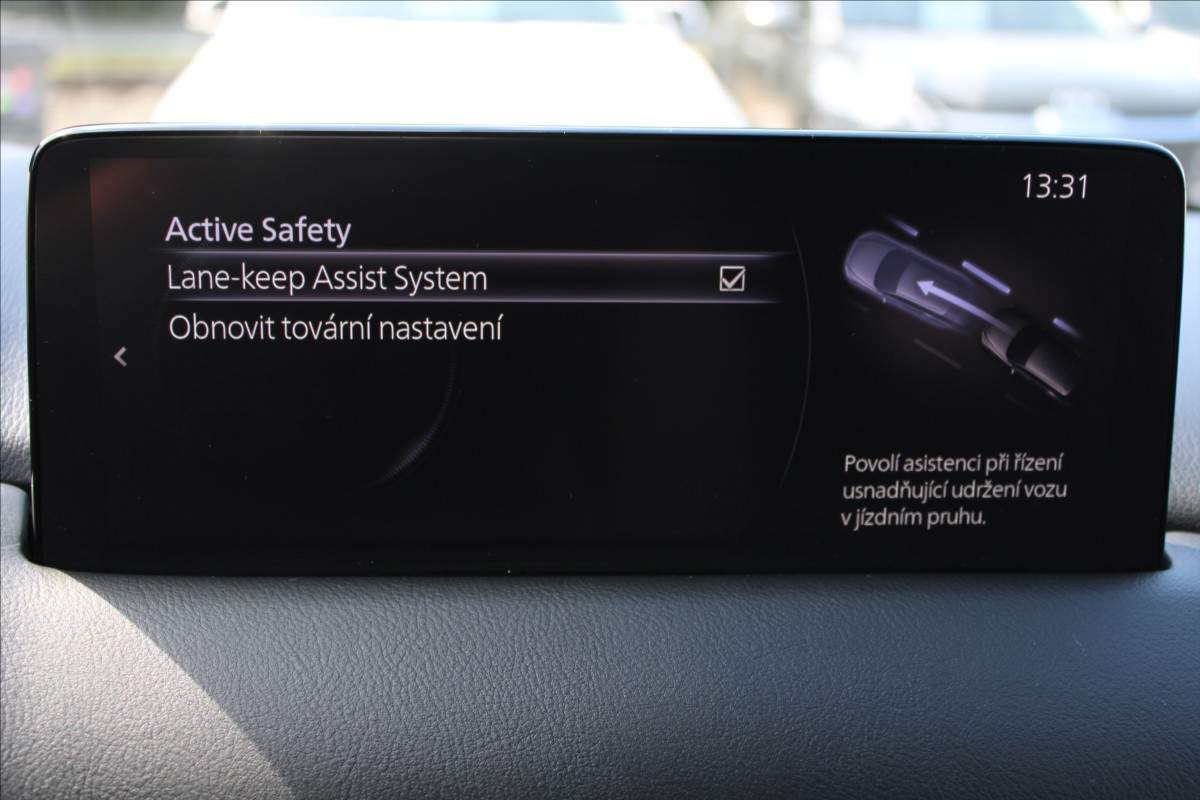 13:31
Active Safety
Lane-keep Assist System
Obnovit tovární nastavení
Povolí asistenci při řízení
usnadňující udržení vozu
v jízdním pruhu.